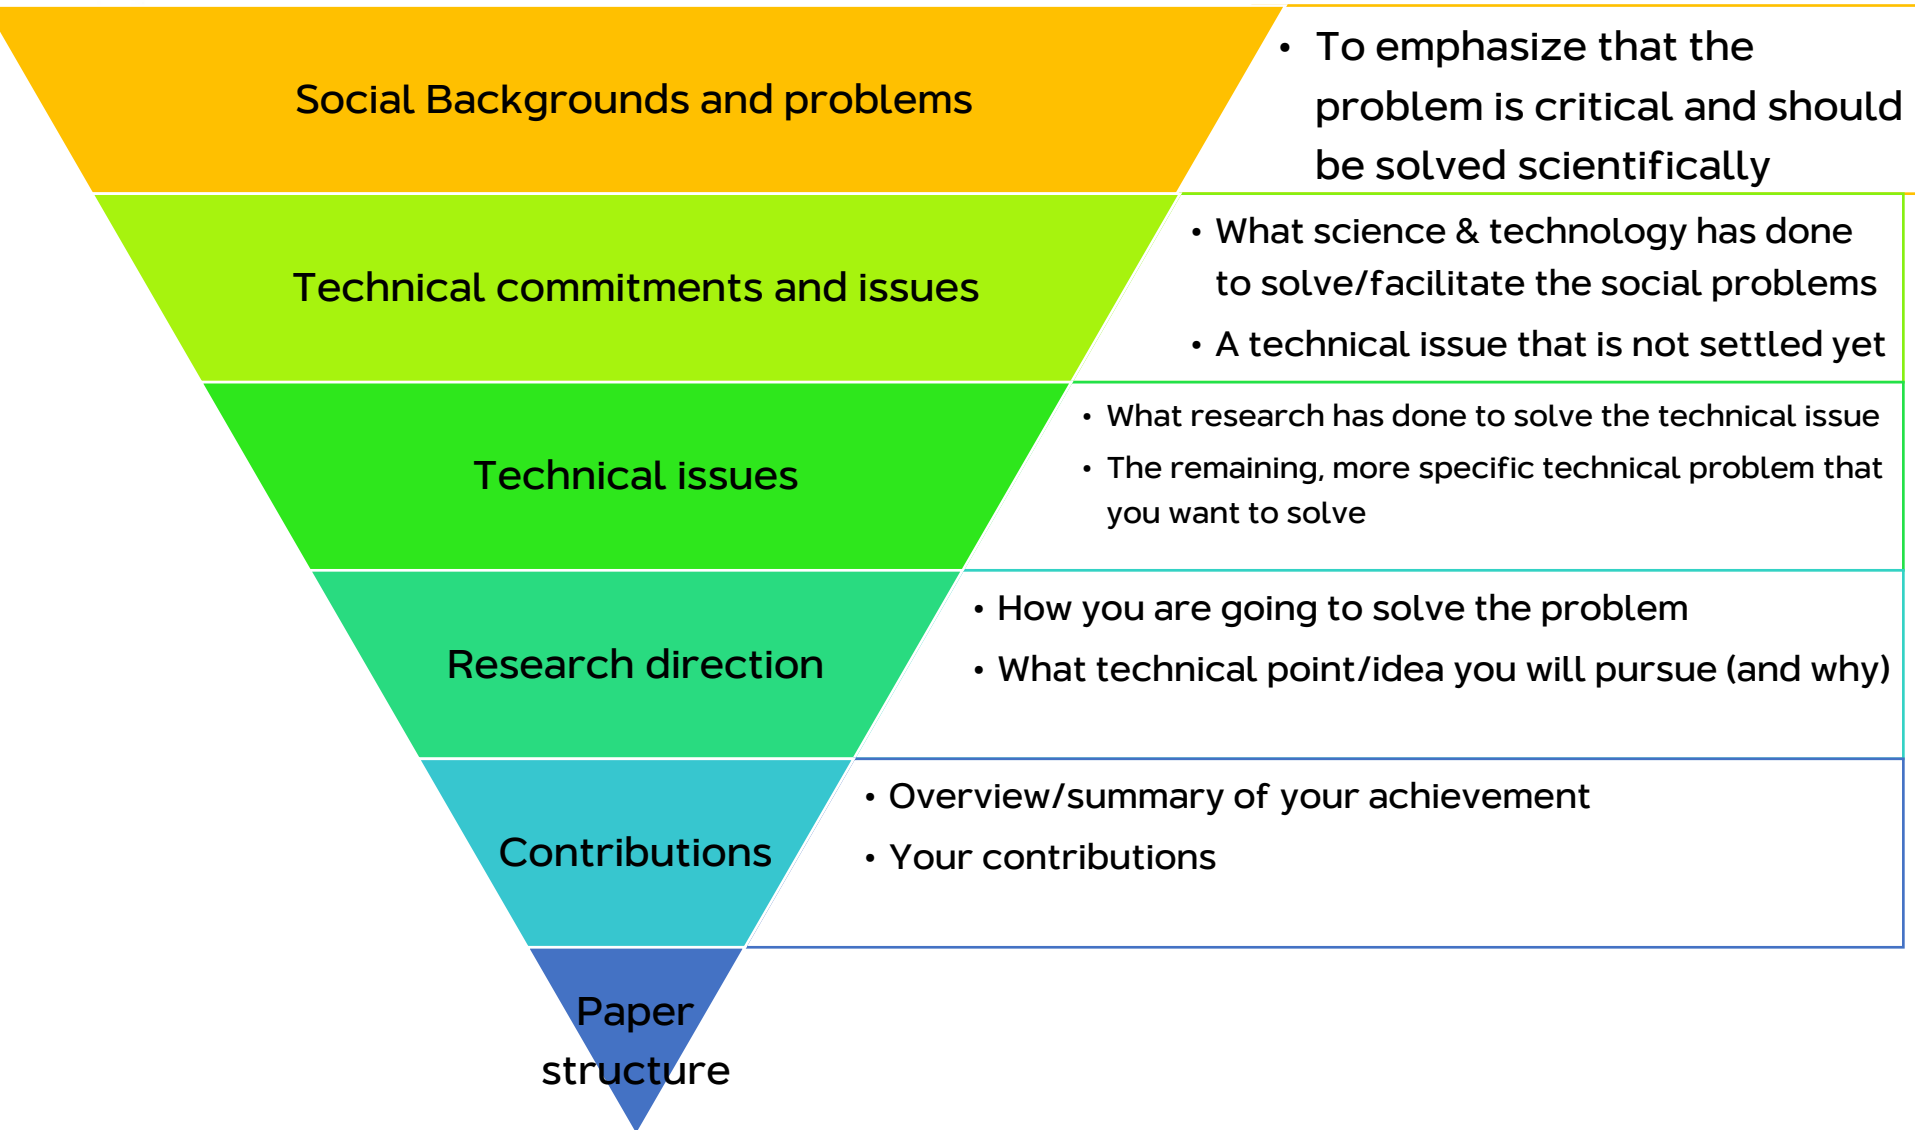 Social Backgrounds and problems
• To emphasize that the
problem is critical and should
be solved scientifically
Technical commitments and issues
• What science & technology has done
to solve/facilitate the social problems
• A technical issue that is not settled yet
Technical issues
• What research has done to solve the technical issue
• The remaining, more specific technical problem that
you want to solve
Research direction
• How you are going to solve the problem
• What technical point/idea you will pursue (and why)
Contributions
• Overview/summary of your achievement
• Your contributions
Paper
structure